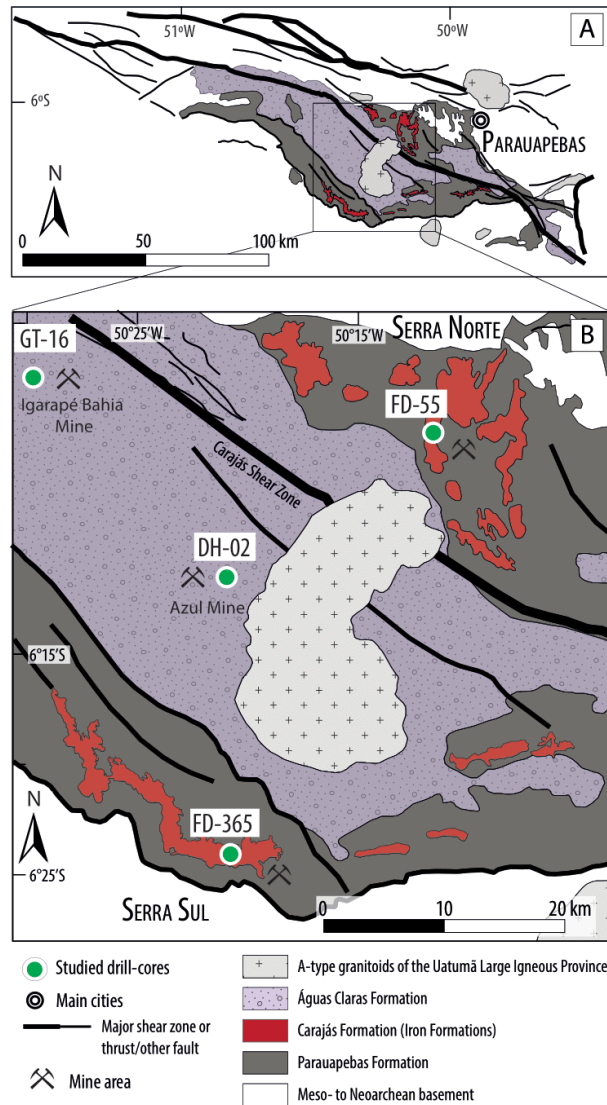 51°W
50°W
A
6°S
PARAUAPEBAS
N
0
50
100 km
50°25'W
50°15'W
SERRA NORTE
B
GT-16
Igarapé Bahia
Mine
FD-55
Carajás Shear Zone
DH-02
Azul Mine
6°15'S
N
FD-365
6°25'S
SERRA SUL
0
10
20 km
Studied drill-cores
Main cities
Major shear zone or
thrust/other fault
Mine area
A-type granitoids of the Uatumã Large Igneous Province
Águas Claras Formation
Carajás Formation (Iron Formations)
Parauapebas Formation
Meso- to Neoarchean basement